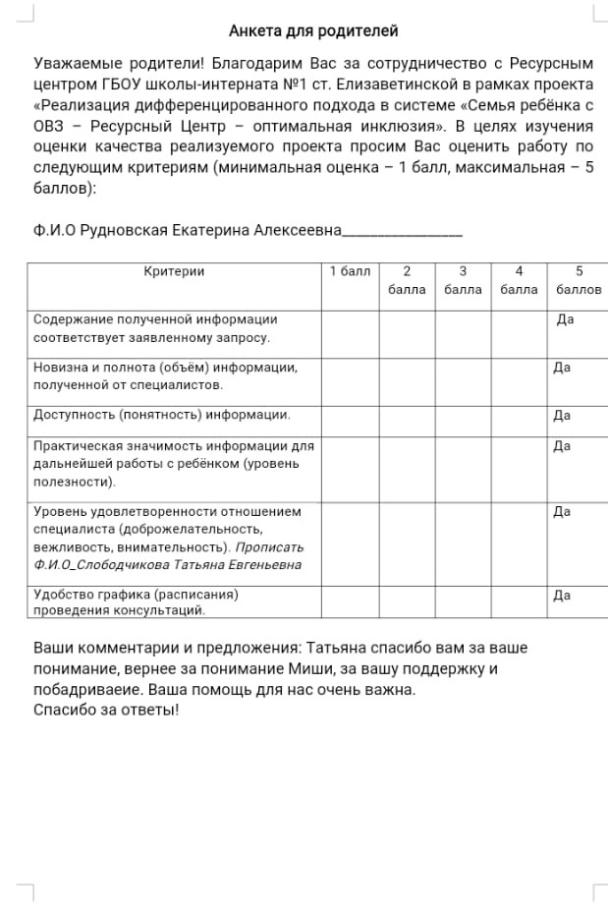 Анкета для родителей
Уважаемые родители! Благодарим Вас за сотрудничество с Ресурсным
центром ГБОУ школы-интерната №1 ст. Елизаветинской в рамках проекта
«Реализация дифференцированного подхода в системе «Семья ребёнка с
ОВЗ – Ресурсный Центр – оптимальная инклюзия». В целях изучения
оценки качества реализуемого проекта просим Вас оценить работу по
следующим критериям (минимальная оценка – 1 балл, максимальная – 5
баллов):
Ф.И.О Рудновская Екатерина Алексеевна_________________
Критерии 1 балл 2 балла 3 балла 4 балла 5 баллов
Содержание полученной информации Да
соответствует заявленному запросу.
Новизна и полнота (объём) информации, Да
полученной от специалистов.
Доступность (понятность) информации. Да
Практическая значимость информации для Да
дальнейшей работы с ребёнком (уровень
полезности).
Уровень удовлетворенности отношением Да
специалиста (доброжелательность,
вежливость, внимательность). Прописать
Ф.И.О_Слободчикова Татьяна Евгеньевна
Удобство графика (расписания) Да
проведения консультаций.
Ваши комментарии и предложения: Татьяна спасибо вам за ваше
понимание, вернее за понимание Миши, за вашу поддержку и
побадриваеие. Ваша помощь для нас очень важна.
Спасибо за ответы!